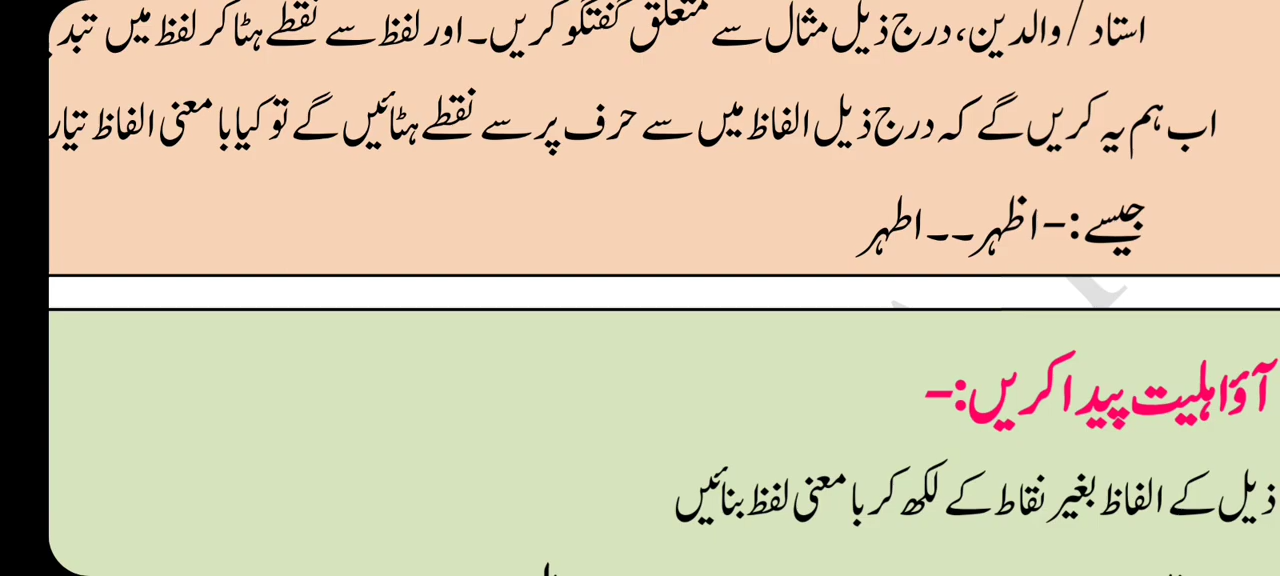 استاد / والدین، درج ذیل مثال سے متعلق گفتگو کریں۔ اور لفظ سے نقطے ہٹا کر لفظ میں
اب ہم یہ کریں گے کہ درج ذیل الفاظ میں سے حرف پر سے نقطے ہٹائیں گے تو کیا با معنی الفاظ تیار
جیسے :- اظہر ۔۔ اطہر
آؤ اہلیت پیدا کریں :-
ذیل کے الفاظ بغیر نقاط کے لکھ کر با معنی لفظ بنائیں